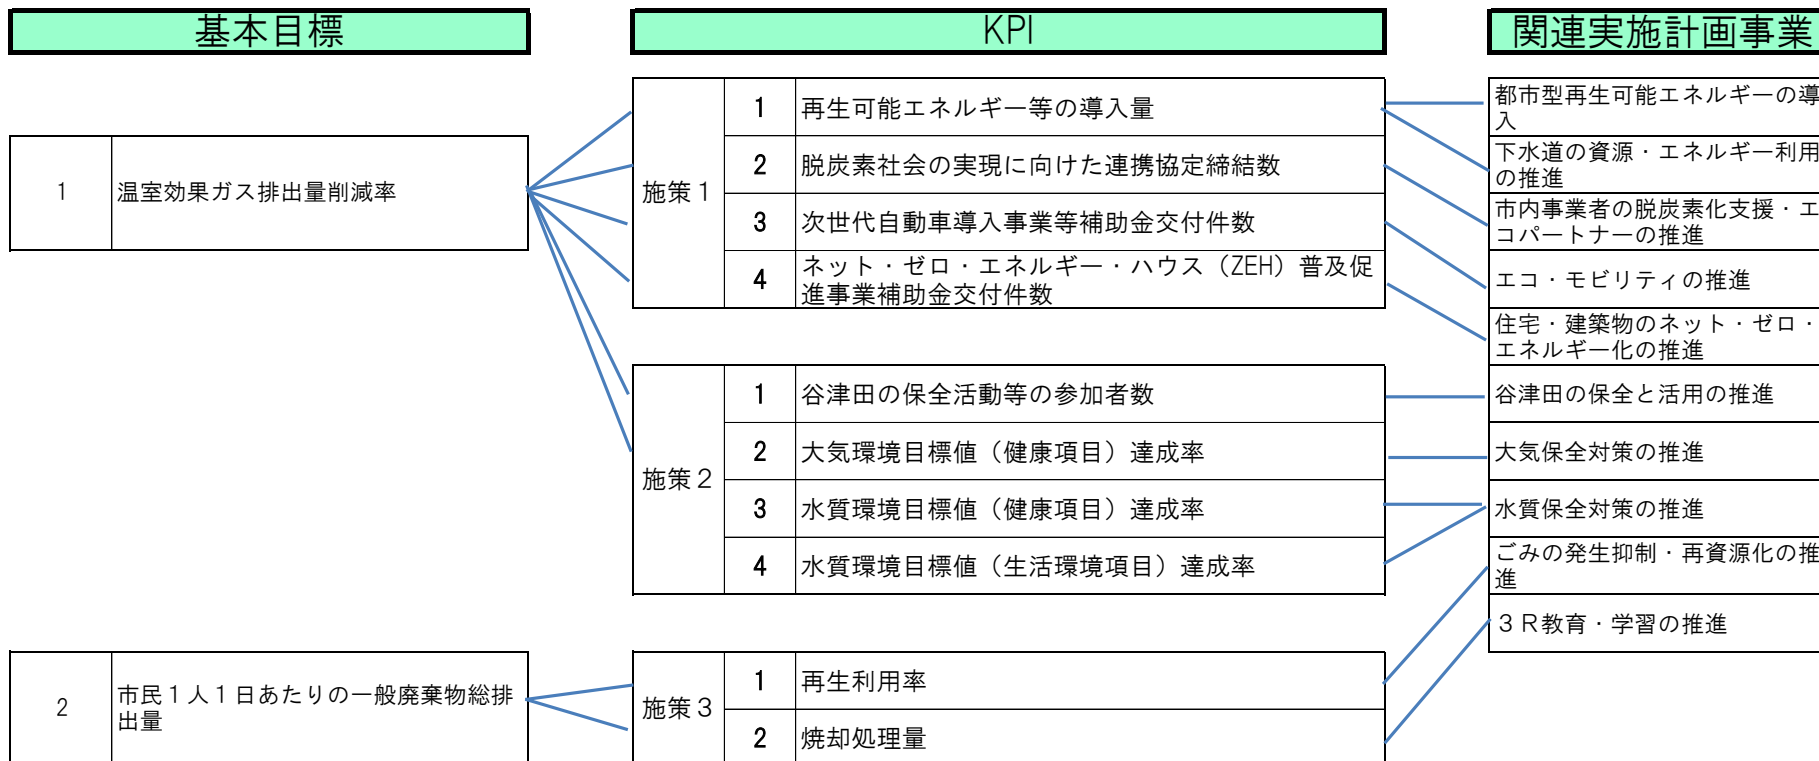 基本目標
KPI
関連実施計画事業
1
温室効果ガス排出量削減率
施策１
1
再生可能エネルギー等の導入量
2
脱炭素社会の実現に向けた連携協定締結数
3
次世代自動車導入事業等補助金交付件数
4
ネット・ゼロ・エネルギー・ハウス（ZEH）普及促
進事業補助金交付件数
施策２
1
谷津田の保全活動等の参加者数
2
大気環境目標値（健康項目）達成率
3
水質環境目標値（健康項目）達成率
4
水質環境目標値（生活環境項目）達成率
2
市民１人１日あたりの一般廃棄物総排
出量
施策３
1
再生利用率
2
焼却処理量
都市型再生可能エネルギーの導
入
下水道の資源・エネルギー利用
の推進
市内事業者の脱炭素化支援・エ
コパートナーの推進
エコ・モビリティの推進
住宅・建築物のネット・ゼロ・
エネルギー化の推進
谷津田の保全と活用の推進
大気保全対策の推進
水質保全対策の推進
ごみの発生抑制・再資源化の推
進
３Ｒ教育・学習の推進